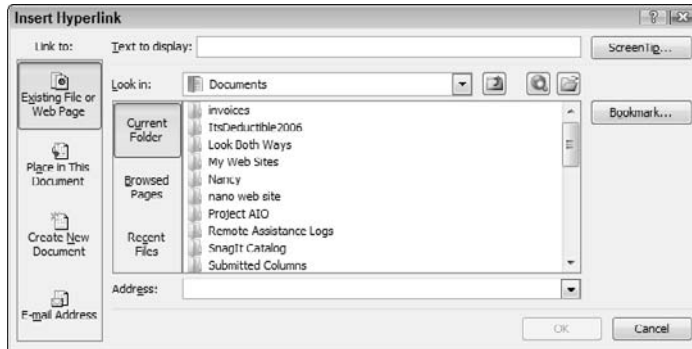 Insert Hyperlink
Link to:
Text to display:
ScreenTip...
Existing File or
Web Page
Look in:
Documents
Bookmark...
Current
Folder
invoices
ItsDeductible2006
Look Both Ways
My Web Sites
Nancy
nano web site
Project AIO
Remote Assistance Logs
SnagIt Catalog
Submitted Columns
Place in This
Document
Browsed
Pages
Create New
Document
Recent
Files
E-mail Address
Address:
OK
Cancel